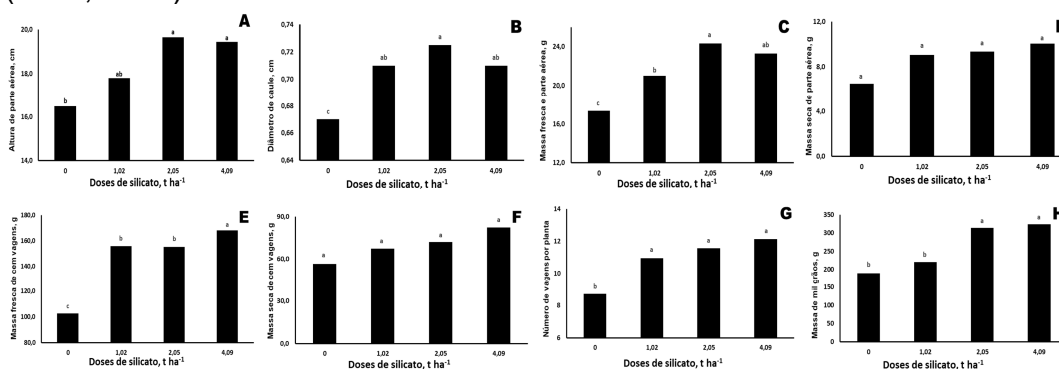 A
Altura de parte aérea, cm
20,0
18,0
16,0
14,0
b
ab
a
a
0
1,02
2,05
4,09
Doses de silicato, t ha⁻¹
B
Diâmetro de caule, cm
0,74
0,72
0,70
0,68
0,66
0,64
c
ab
a
ab
0
1,02
2,05
4,09
Doses de silicato, t ha⁻¹
C
Massa fresca e parte aérea, g
24,0
20,0
16,0
12,0
c
b
a
ab
0
1,02
2,05
4,09
Doses de silicato, t ha⁻¹
Massa seca de parte aérea, g
12,0
8,0
4,0
0,0
a
a
a
a
0
1,02
2,05
4,09
Doses de silicato, t ha⁻¹
E
Massa fresca de cem vagens, g
180,0
160,0
140,0
120,0
100,0
80,0
c
b
b
a
0
1,02
2,05
4,09
Doses de silicato, t ha⁻¹
F
Massa seca de cem vagens, g
90,0
60,0
30,0
0,0
a
a
a
a
0
1,02
2,05
4,09
Doses de silicato, t ha⁻¹
G
Número de vagens por planta
14
12
10
8
6
b
a
a
a
0
1,02
2,05
4,09
Doses de silicato, t ha⁻¹
H
Massa de mil grãos, g
350
300
250
200
150
100
50
0
b
b
a
a
0
1,02
2,05
4,09
Doses de silicato, t ha⁻¹